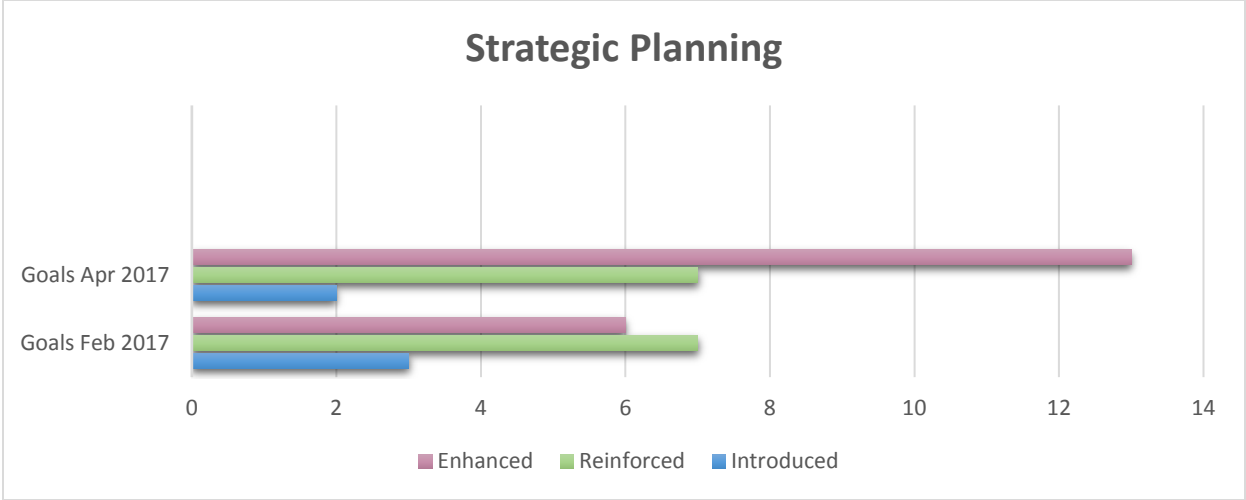 Strategic Planning
Goals Apr 2017
Goals Feb 2017
0 2 4 6 8 10 12 14
Enhanced Reinforced Introduced